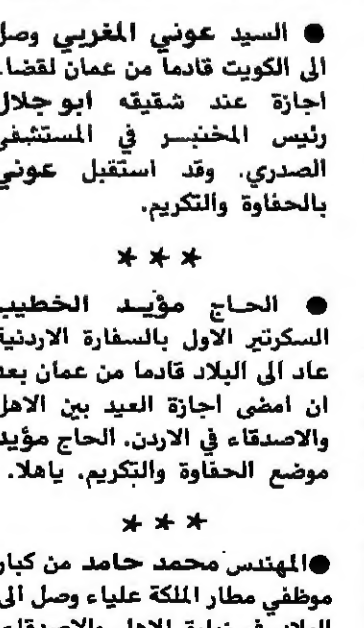 ● السيد عوني المغربي وصل
الى الكويت قادما من عمان لقضاء
اجازة عند شقيقه ابو جلال
رئيس المختبر في المستشفى
الصدري. وقد استقبل عوني
بالحفاوة والتكريم.
* * *
● الحاج مؤيد الخطيب
السكرتير الاول بالسفارة الاردنية
عاد الى البلاد قادما من عمان بعد
ان امضى اجازة العيد بين الاهل
والاصدقاء في الاردن. الحاج مؤيد
موضع الحفاوة والتكريم. ياهلا.
* * *
● المهندس محمد حامد من كبار
موظفي مطار الملكة علياء وصل الى